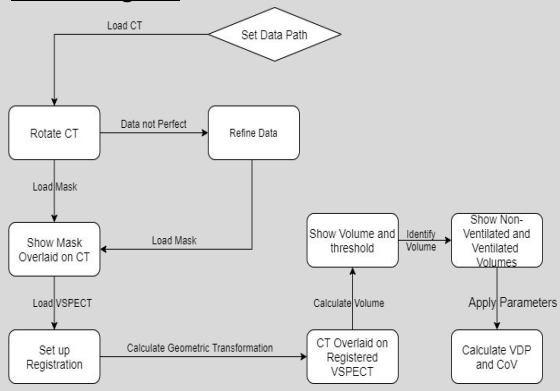 Load CT
Set Data Path
Rotate CT
Data not Perfect
Refine Data
Load Mask
Show Mask
Overlaid on CT
Load Mask
Show Volume and
threshold
Identify
Volume
Show Non-
Ventilated and
Ventilated
Volumes
Load VSPECT
Calculate Volume
Apply Parameters
Set up
Registration
Calculate Geometric Transformation
CT Overlaid on
Registered
VSPECT
Calculate VDP
and CoV